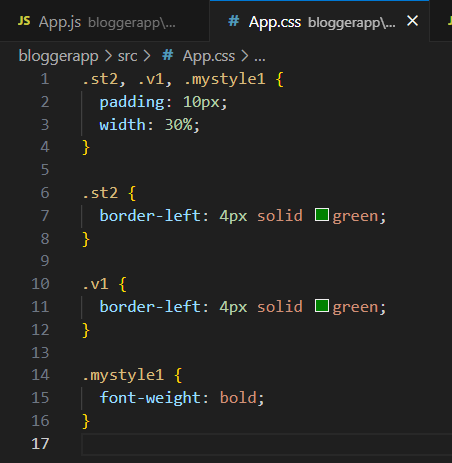 JS App.js bloggerapp\... # App.css bloggerapp\... ×
bloggerapp > src > # App.css > ...
1 .st2, .v1, .mystyle1 {
2   padding: 10px;
3   width: 30%;
4 }
5
6 .st2 {
7   border-left: 4px solid green;
8 }
9
10 .v1 {
11   border-left: 4px solid green;
12 }
13
14 .mystyle1 {
15   font-weight: bold;
16 }
17